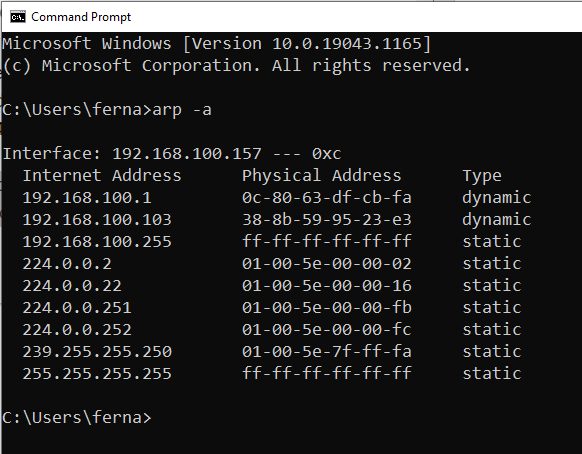 Command Prompt
Microsoft Windows [Version 10.0.19043.1165]
(c) Microsoft Corporation. All rights reserved.
C:\Users\ferna>arp -a
Interface: 192.168.100.157 --- 0xc
Internet Address Physical Address Type
192.168.100.1 0c-80-63-df-cb-fa dynamic
192.168.100.103 38-8b-59-95-23-e3 dynamic
192.168.100.255 ff-ff-ff-ff-ff-ff static
224.0.0.2 01-00-5e-00-00-02 static
224.0.0.22 01-00-5e-00-00-16 static
224.0.0.251 01-00-5e-00-00-fb static
224.0.0.252 01-00-5e-00-00-fc static
239.255.255.250 01-00-5e-7f-ff-fa static
255.255.255.255 ff-ff-ff-ff-ff-ff static
C:\Users\ferna>